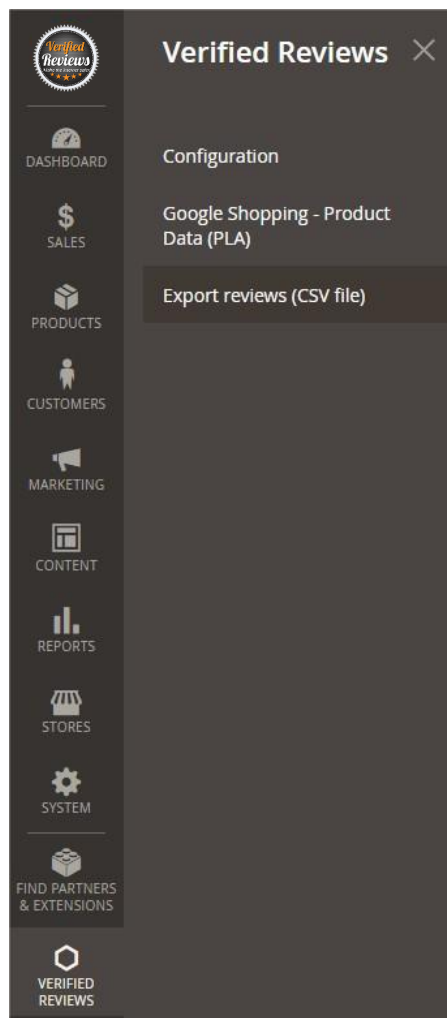 Verified
Reviews
Verified Reviews
Configuration
Google Shopping - Product
Data (PLA)
Export reviews (CSV file)
DASHBOARD
$
SALES
PRODUCTS
CUSTOMERS
MARKETING
CONTENT
REPORTS
STORES
SYSTEM
FIND PARTNERS
& EXTENSIONS
VERIFIED
REVIEWS